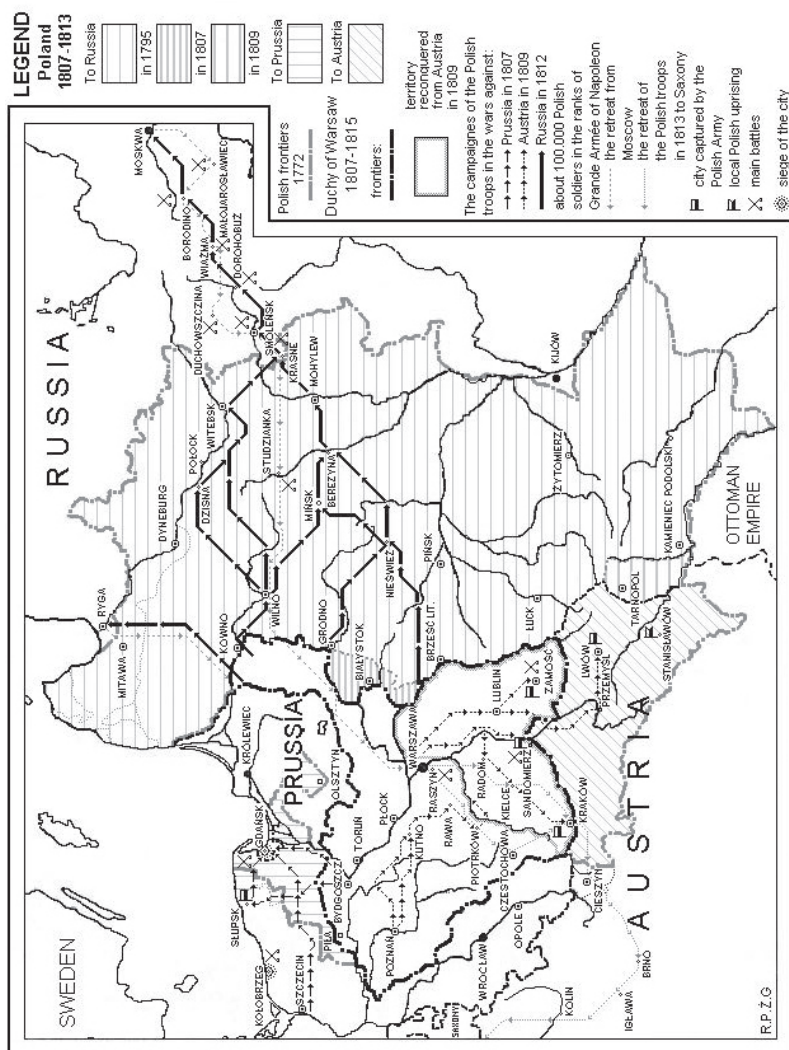 LEGEND
Poland
1807-1813
To Russia
in 1795
in 1807
in 1809
To Prussia
To Austria
Polish frontiers
1772
Duchy of Warsaw
1807-1815
frontiers:
territory
reconquered
from Austria
in 1809
The campaignes of the Polish
troops in the wars against:
Prussia in 1807
Austria in 1809
Russia in 1812
about 100.000 Polish
soldiers in the ranks of
Grande Armée of Napoleon
the retreat from
Moscow
the retreat of
the Polish troops
in 1813 to Saxony
city captured by the
Polish Army
local Polish uprising
main battles
siege of the city
SWEDEN
RUSSIA
PRUSSIA
AUSTRIA
OTTOMAN
EMPIRE
SAXONY
MOSKWA
BORODINO
MAŁOJAROSŁAWIEC
WIAŹMA
DOROHOBUŻ
DUCHOWSZCZINA
SMOLEŃSK
KRASNE
MOHYLEW
WITEBSK
POŁOCK
DZISNA
DYNEBURG
STUDZIANKA
MIŃSK
BEREZYNA
RYGA
MITAWA
KOWNO
WILNO
GRODNO
NIEŚWIEŻ
BIAŁYSTOK
PIŃSK
BRZEŚĆ LIT.
KIJÓW
ŻYTOMIERZ
KAMIENIEC PODOLSKI
ŁUCK
TARNOPOL
LWÓW
STANISŁAWÓW
PRZEMYŚL
ZAMOŚĆ
LUBLIN
WARSZAWA
RASZYN
RADOM
SANDOMIERZ
KIELCE
KRAKÓW
KRÓLEWIEC
OLSZTYN
GDAŃSK
SŁUPSK
KOŁOBRZEG
SZCZECIN
PIŁA
BYDGOSZCZ
TORUŃ
PŁOCK
KUTNO
RAWA
POZNAŃ
PIOTRKÓW
CZĘSTOCHOWA
WROCŁAW
OPOLE
CIESZYN
KOLIN
IGŁAWA
BRNO
R.P.Ż.G